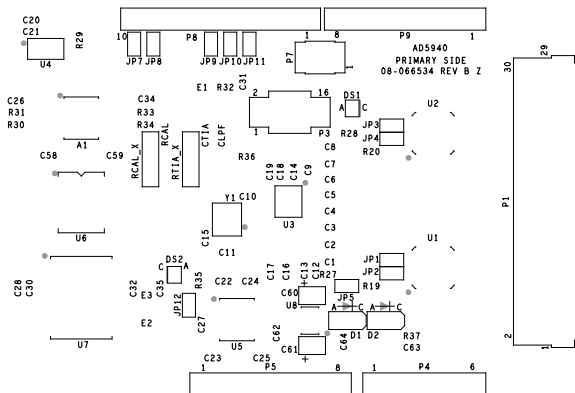 C20
C21
U4
R29
10
P8
1
8
P9
1
JP7
JP8
JP9
JP10
JP11
P7
1
AD5940
PRIMARY SIDE
08-066534 REV B Z
29
30
C26
R31
R30
A1
C34
R33
R34
E1
R32
C31
2
16
1
P3
A
C
DS1
R28
JP3
JP4
R20
U2
RCAL
RCAL_X
RTIA_X
CTIA
CLPF
R36
C58
C59
U6
C19
C18
C14
C9
C8
C7
C6
C5
C4
C3
C2
C1
Y1
C10
C15
C11
U3
P1
U1
JP1
JP2
R19
C28
C30
U7
C32
E3
E2
C35
DS2
C
A
R35
JP12
C27
C22
C24
U5
C17
C16
C13
C12
R27
+
C60
U8
C62
C61
+
JP5
A
C
A
C
D1
D2
C64
R37
C63
C23
C25
1
P5
8
1
P4
6
2
1